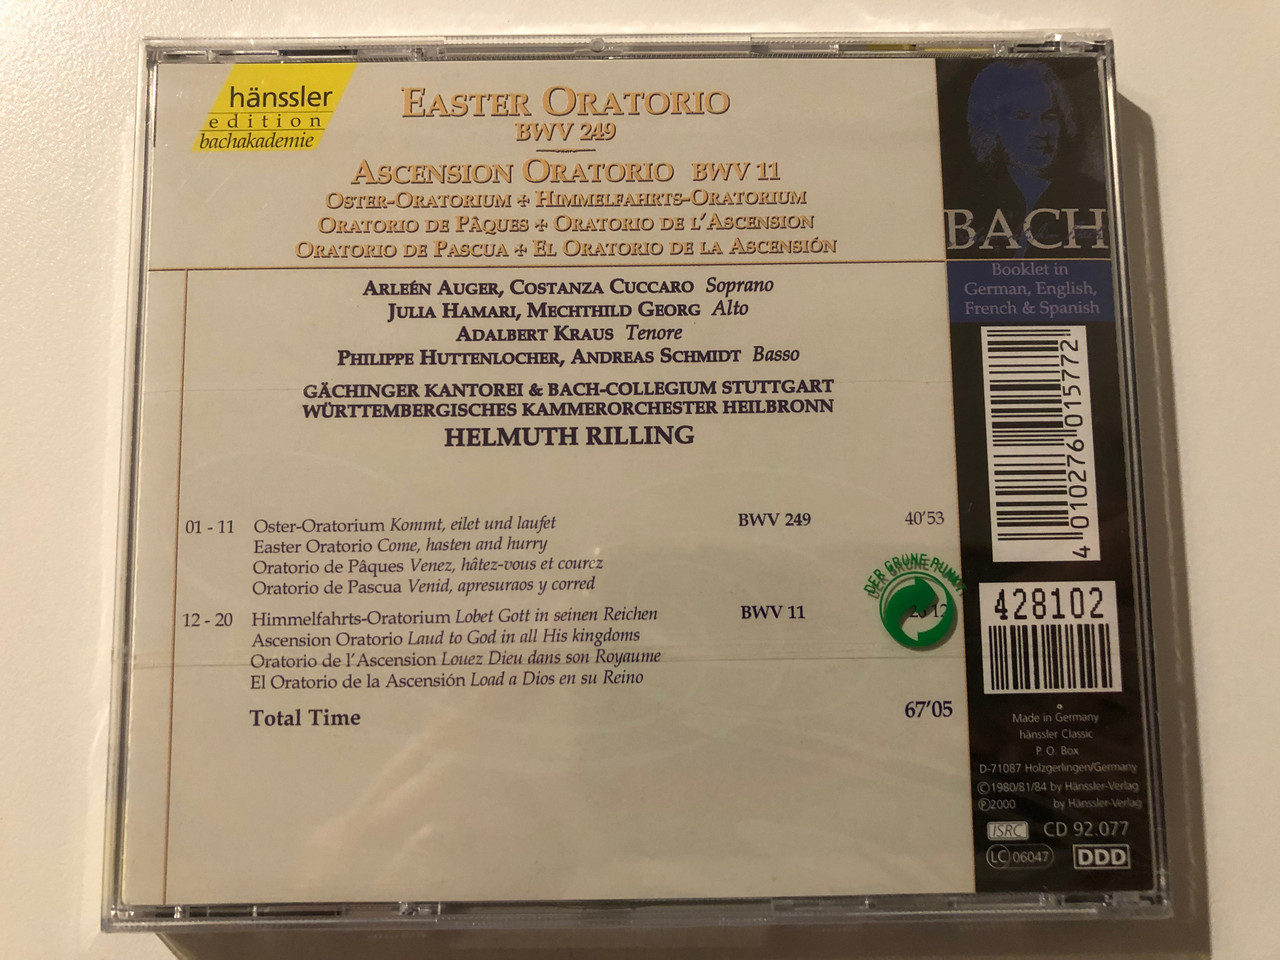 hänssler
edition
bachakademie
EASTER ORATORIO
BWV 249
ASCENSION ORATORIO BWV 11
OSTER-ORATORIUM + HIMMELFAHRTS-ORATORIUM
ORATORIO DE PÂQUES + ORATORIO DE L'ASCENSION
ORATORIO DE PASCUA + EL ORATORIO DE LA ASCENSIÓN
BACH
Booklet in
German, English,
French & Spanish
ARLEÉN AUGER, COSTANZA CUCCARO Soprano
JULIA HAMARI, MECHTHILD GEORG Alto
ADALBERT KRAUS Tenore
PHILIPPE HUTTENLOCHER, ANDREAS SCHMIDT Basso
GÄCHINGER KANTOREI & BACH-COLLEGIUM STUTTGART
WÜRTTEMBERGISCHES KAMMERORCHESTER HEILBRONN
HELMUTH RILLING
01 - 11 Oster-Oratorium Kommt, eilet und laufet BWV 249 40'53
Easter Oratorio Come, hasten and hurry
Oratorio de Pâques Venez, hâtez-vous et courez
Oratorio de Pascua Venid, apresuraos y corred
12 - 20 Himmelfahrts-Oratorium Lobet Gott in seinen Reichen BWV 11
Ascension Oratorio Laud to God in all His kingdoms
Oratorio de l'Ascension Louez Dieu dans son Royaume
El Oratorio de la Ascensión Load a Dios en su Reino
Total Time 67'05
DER GRÜNE PUNKT
4 010276 015772
428102
Made in Germany
hänssler Classic
P. O. Box
D-71087 Holzgerlingen/Germany
©1980/81/84 by Hänssler-Verlag
℗2000 by Hänssler-Verlag
ISRC CD 92.077
LC 06047 DDD